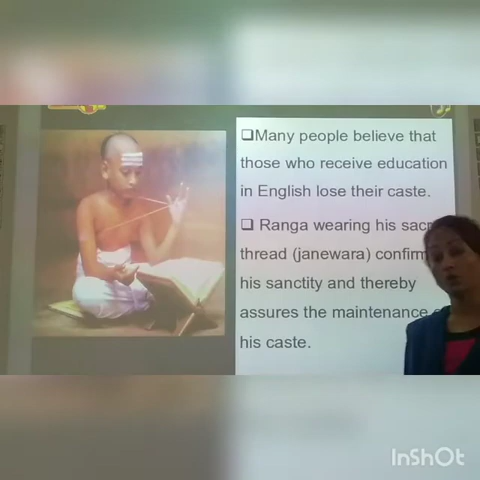 ❑Many people believe that
those who receive education
in English lose their caste.
❑ Ranga wearing his
thread (janewara)
his sanctity and thereby
assures the maintenance
his caste.
InShOt